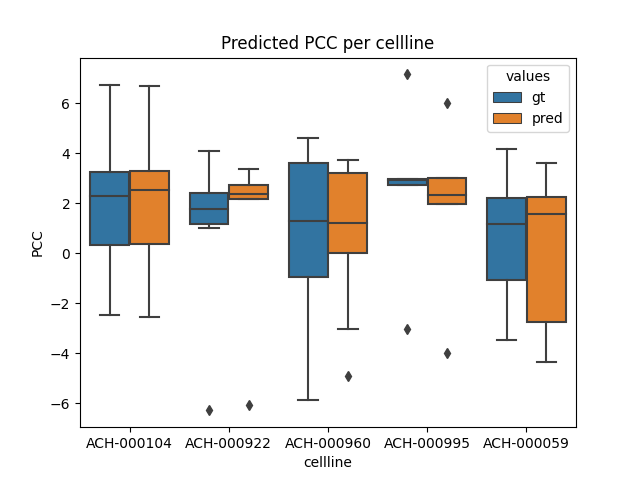 Predicted PCC per cellline
values
gt
pred
PCC
6
4
2
0
−2
−4
−6
ACH-000104 ACH-000922 ACH-000960 ACH-000995 ACH-000059
cellline